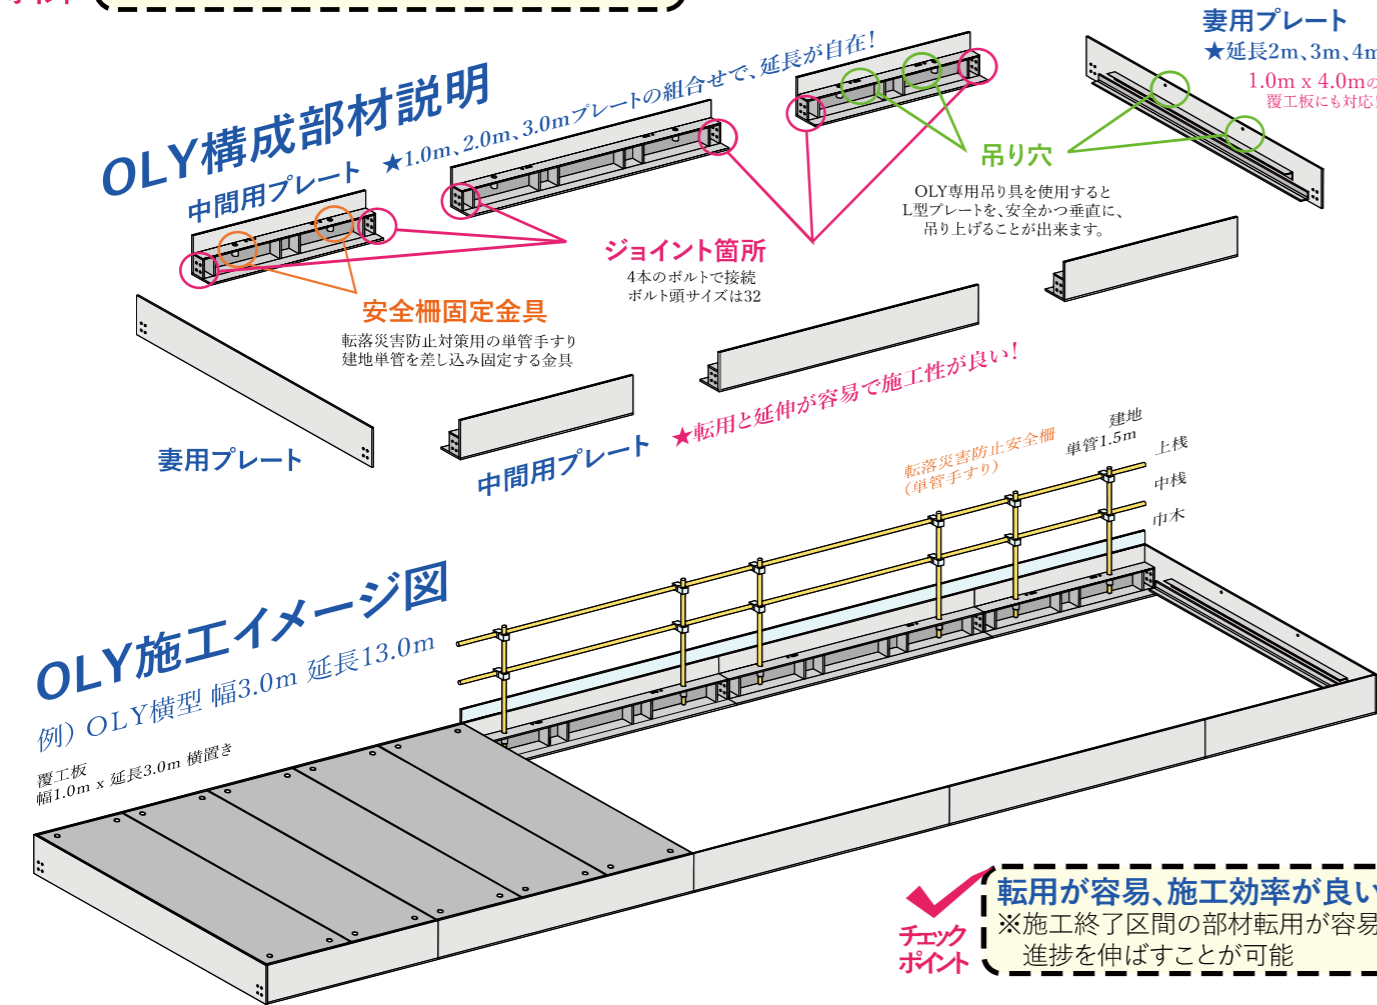 OLY構成部材説明
中間用プレート ★1.0m、2.0m、3.0mプレートの組合せで、延長が自在！
妻用プレート
★延長2m、3m、4m
1.0m x 4.0mの
覆工板にも対応！
吊り穴
OLY専用吊り具を使用すると
L型プレートを、安全かつ垂直に、
吊り上げることが出来ます。
ジョイント箇所
4本のボルトで接続
ボルト頭サイズは32
安全柵固定金具
転落災害防止対策用の単管手すり
建地単管を差し込み固定する金具
妻用プレート
中間用プレート
★転用と延伸が容易で施工性が良い！
転落災害防止安全柵
（単管手すり）
建地
単管1.5m
上桟
中桟
巾木
OLY施工イメージ図
例）OLY横型 幅3.0m 延長13.0m
覆工板
幅1.0m x 延長3.0m 横置き
チェック
ポイント
転用が容易、施工効率が良い
※施工終了区間の部材転用が容易
進捗を伸ばすことが可能